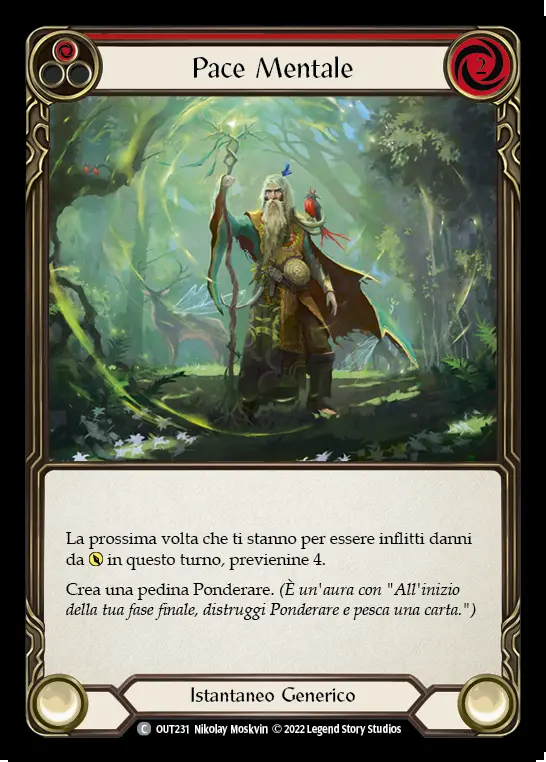 Pace Mentale
2
La prossima volta che ti stanno per essere inflitti danni
da in questo turno, previenine 4.
Crea una pedina Ponderare. (È un'aura con "All'inizio
della tua fase finale, distruggi Ponderare e pesca una carta.")
Istantaneo Generico
C OUT231 Nikolay Moskvin © 2022 Legend Story Studios